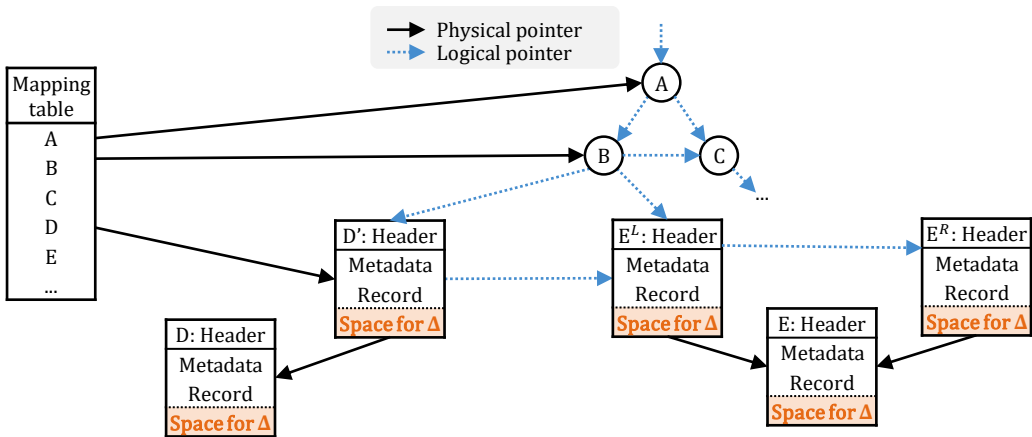 Physical pointer
Logical pointer
Mapping
table
A
B
C
D
E
...
A
B
C
...
D’: Header
Metadata
Record
Space for Δ
E^L: Header
Metadata
Record
Space for Δ
E^R: Header
Metadata
Record
Space for Δ
D: Header
Metadata
Record
Space for Δ
E: Header
Metadata
Record
Space for Δ